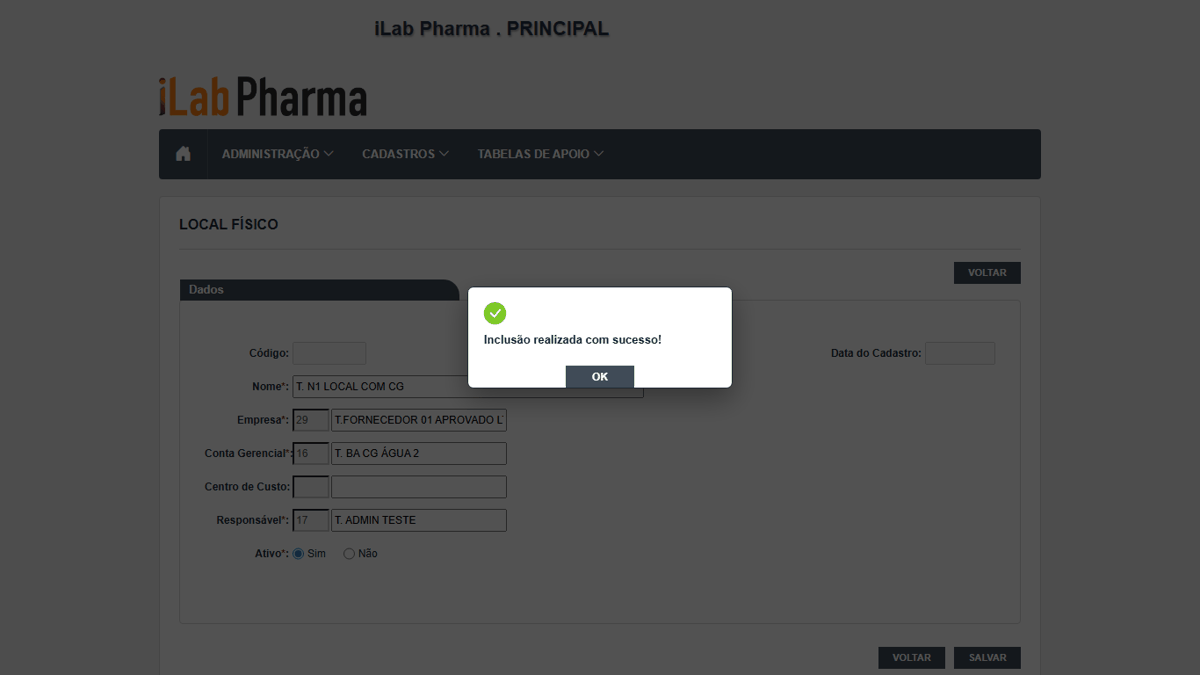 iLab Pharma . PRINCIPAL
iLab Pharma
ADMINISTRAÇÃO CADASTROS TABELAS DE APOIO
LOCAL FÍSICO
VOLTAR
Dados
Inclusão realizada com sucesso!
OK
Código: Data do Cadastro:
Nome*: T. N1 LOCAL COM CG
Empresa*: 29 T.FORNECEDOR 01 APROVADO L
Conta Gerencial*: 16 T. BA CG ÁGUA 2
Centro de Custo:
Responsável*: 17 T. ADMIN TESTE
Ativo*: Sim Não
VOLTAR SALVAR